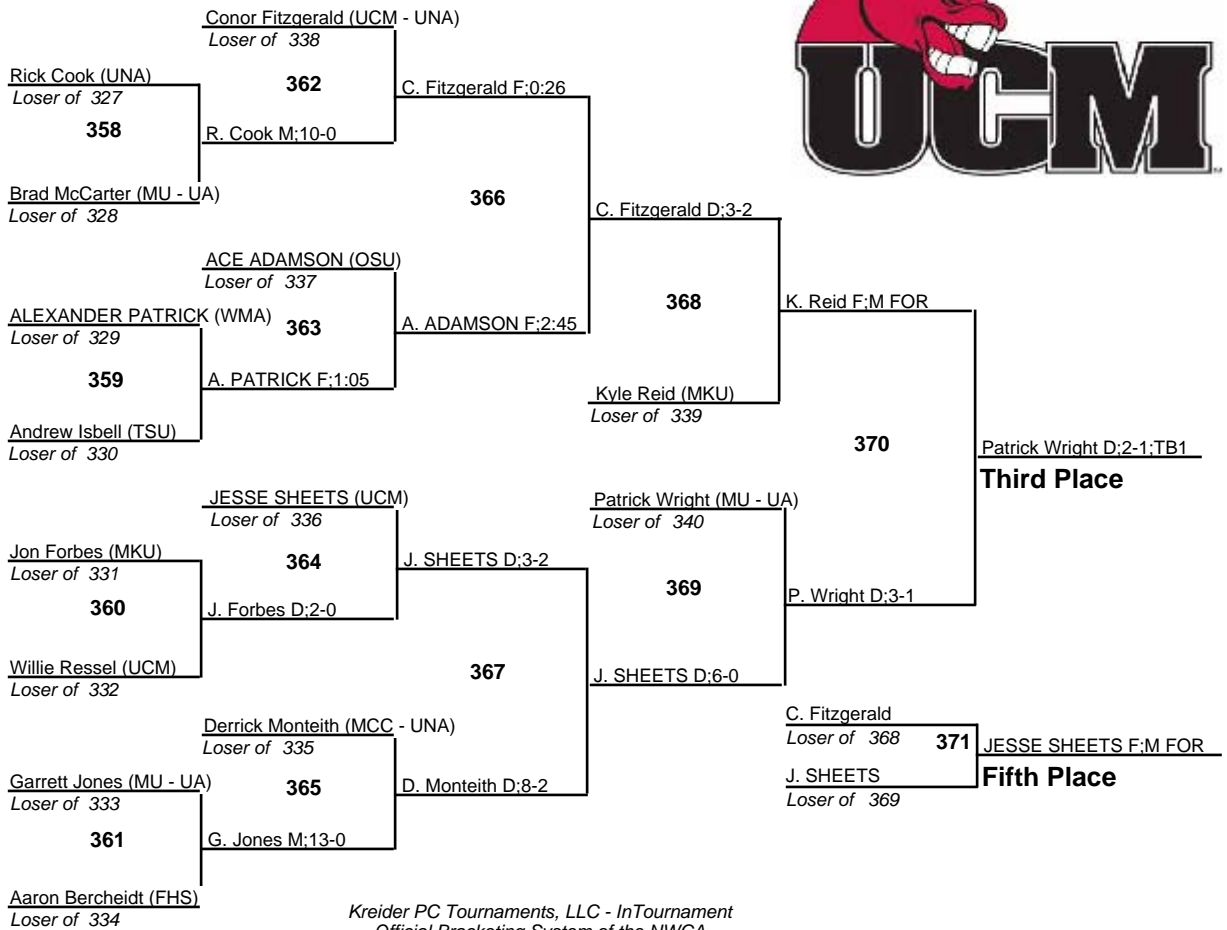 Conor Fitzgerald (UCM - UNA)
Loser of 338
Rick Cook (UNA)
Loser of 327
362
C. Fitzgerald F;0:26
358
R. Cook M;10-0
Brad McCarter (MU - UA)
Loser of 328
366
C. Fitzgerald D;3-2
ACE ADAMSON (OSU)
Loser of 337
ALEXANDER PATRICK (WMA)
Loser of 329
363
A. ADAMSON F;2:45
368
K. Reid F;M FOR
359
A. PATRICK F;1:05
Kyle Reid (MKU)
Loser of 339
Andrew Isbell (TSU)
Loser of 330
370
Patrick Wright D;2-1;TB1
Third Place
JESSE SHEETS (UCM)
Loser of 336
Patrick Wright (MU - UA)
Loser of 340
Jon Forbes (MKU)
Loser of 331
364
J. SHEETS D;3-2
369
P. Wright D;3-1
360
J. Forbes D;2-0
Willie Ressel (UCM)
Loser of 332
367
J. SHEETS D;6-0
Derrick Monteith (MCC - UNA)
Loser of 335
C. Fitzgerald
Loser of 368
371
JESSE SHEETS F;M FOR
Fifth Place
J. SHEETS
Loser of 369
Garrett Jones (MU - UA)
Loser of 333
365
D. Monteith D;8-2
361
G. Jones M;13-0
Aaron Bercheidt (FHS)
Loser of 334
Kreider PC Tournaments, LLC - InTournament
Official Bracketing System of the NWCA
UCM